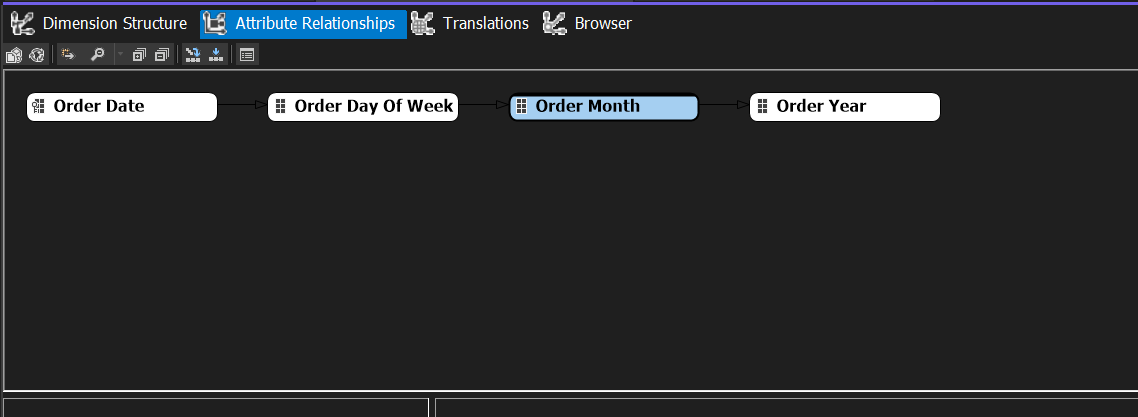 Dimension Structure Attribute Relationships Translations Browser
Order Date Order Day Of Week Order Month Order Year